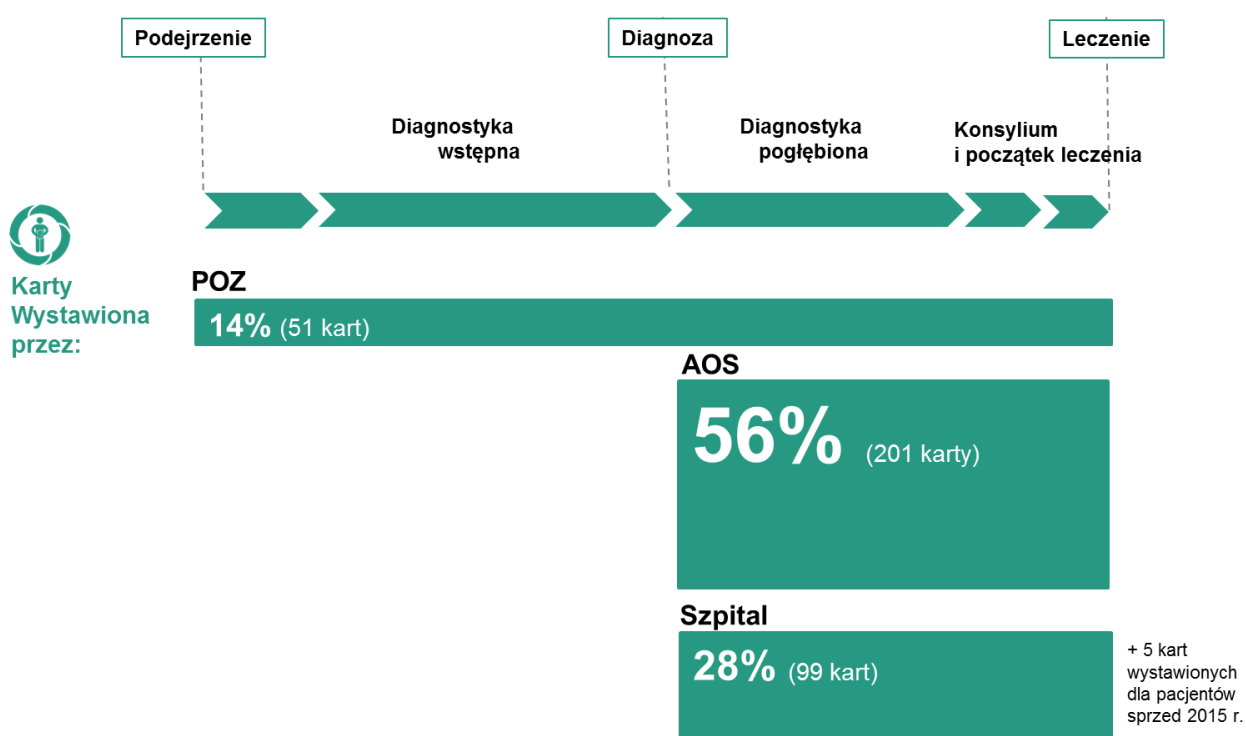 Podejrzenie
Diagnoza
Leczenie
Diagnostyka
wstępna
Diagnostyka
pogłębiona
Konsylium
i początek leczenia
Karty
Wystawiona
przez:
POZ
14% (51 kart)
AOS
56% (201 karty)
Szpital
28% (99 kart)
+ 5 kart
wystawionych
dla pacjentów
sprzed 2015 r.